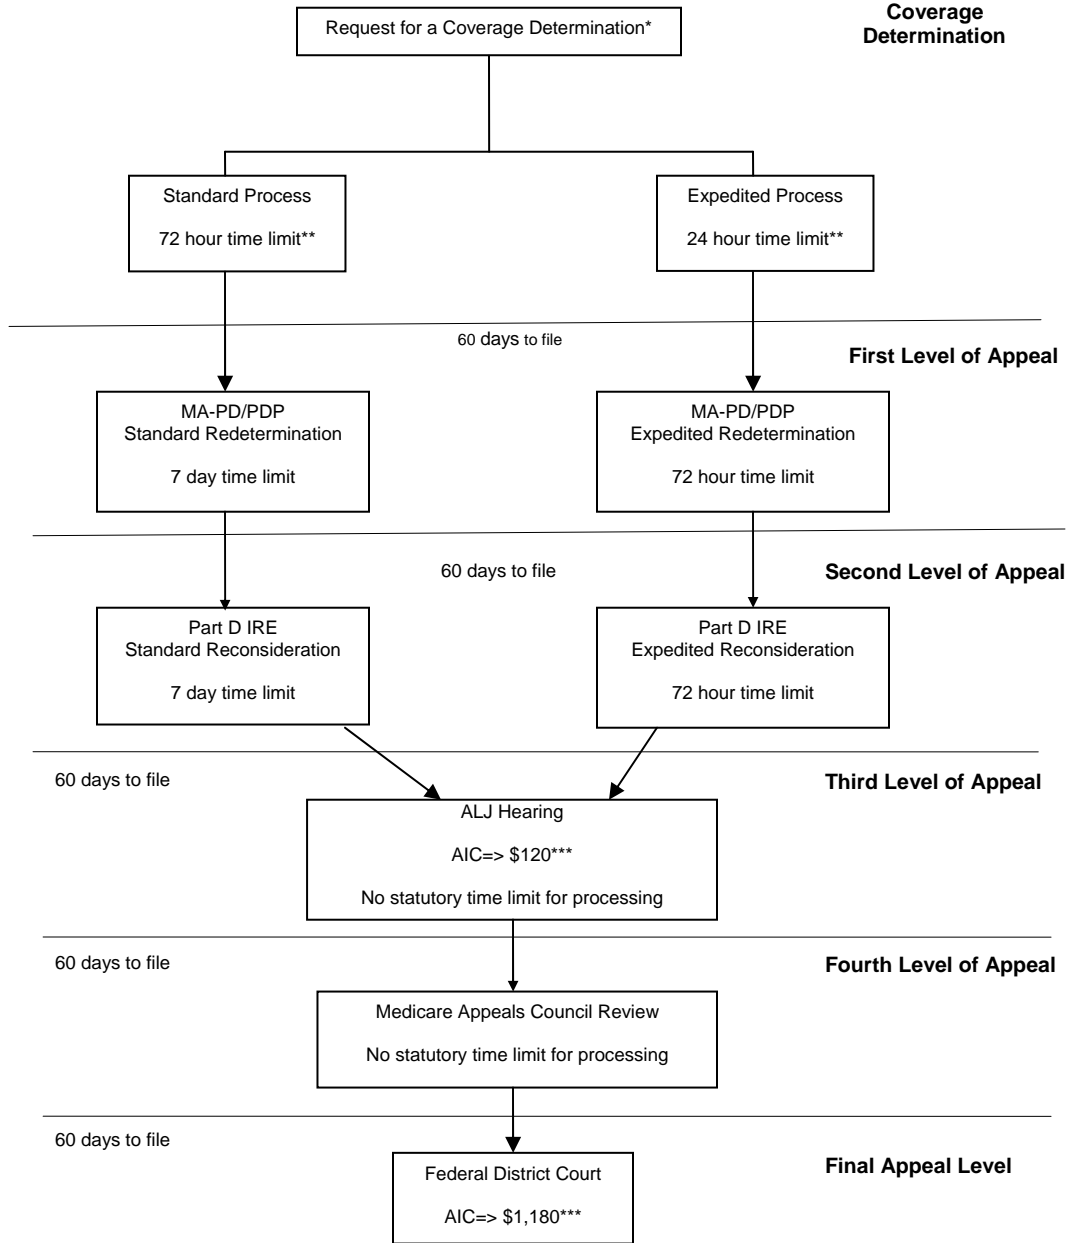 Coverage
Determination
Request for a Coverage Determination*
Standard Process
72 hour time limit**
Expedited Process
24 hour time limit**
60 days to file
First Level of Appeal
MA-PD/PDP
Standard Redetermination
7 day time limit
MA-PD/PDP
Expedited Redetermination
72 hour time limit
60 days to file
Second Level of Appeal
Part D IRE
Standard Reconsideration
7 day time limit
Part D IRE
Expedited Reconsideration
72 hour time limit
60 days to file
Third Level of Appeal
ALJ Hearing
AIC=> $120***
No statutory time limit for processing
60 days to file
Fourth Level of Appeal
Medicare Appeals Council Review
No statutory time limit for processing
60 days to file
Final Appeal Level
Federal District Court
AIC=> $1,180***